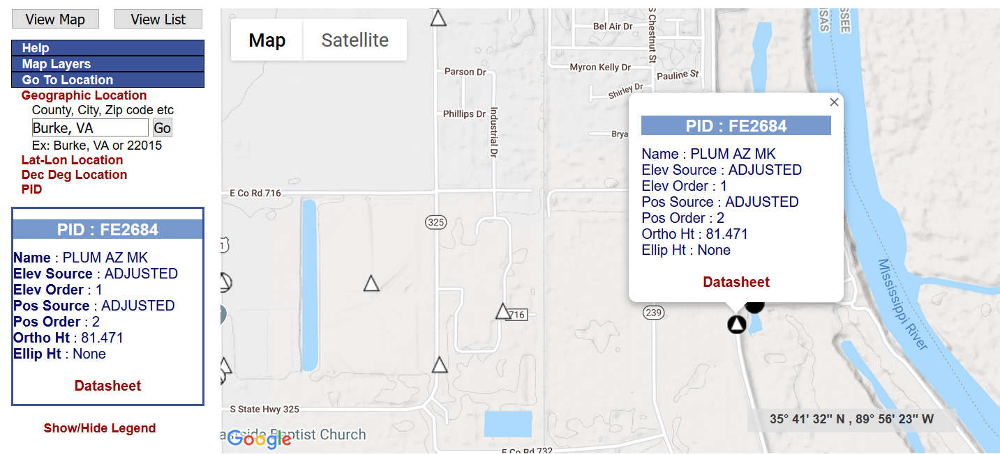 View Map
View List
Help
Map Layers
Go To Location
Geographic Location
County, City, Zip code etc
Burke, VA
Go
Ex: Burke, VA or 22015
Lat-Lon Location
Dec Deg Location
PID
PID : FE2684
Name : PLUM AZ MK
Elev Source : ADJUSTED
Elev Order : 1
Pos Source : ADJUSTED
Pos Order : 2
Ortho Ht : 81.471
Ellip Ht : None
Datasheet
Show/Hide Legend
Map
Satellite
Bel Air Dr
S Chestnut St
SSEE
SAS
Parson Dr
Myron Kelly Dr
Pauline St
Shirley Dr
Phillips Dr
Industrial Dr
Brya
E Co Rd 716
325
1
716
239
PID : FE2684
Name : PLUM AZ MK
Elev Source : ADJUSTED
Elev Order : 1
Pos Source : ADJUSTED
Pos Order : 2
Ortho Ht : 81.471
Ellip Ht : None
Datasheet
Mississippi River
S State Hwy 325
35° 41' 32" N , 89° 56' 23" W
Google
astside Baptist Church
E Co Rd 732